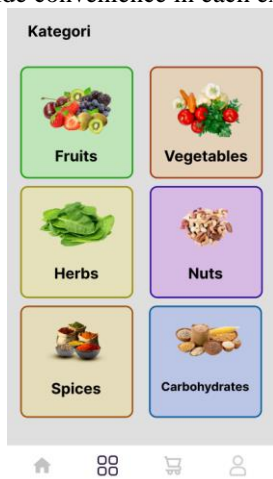 Kategori
Fruits
Vegetables
Herbs
Nuts
Spices
Carbohydrates